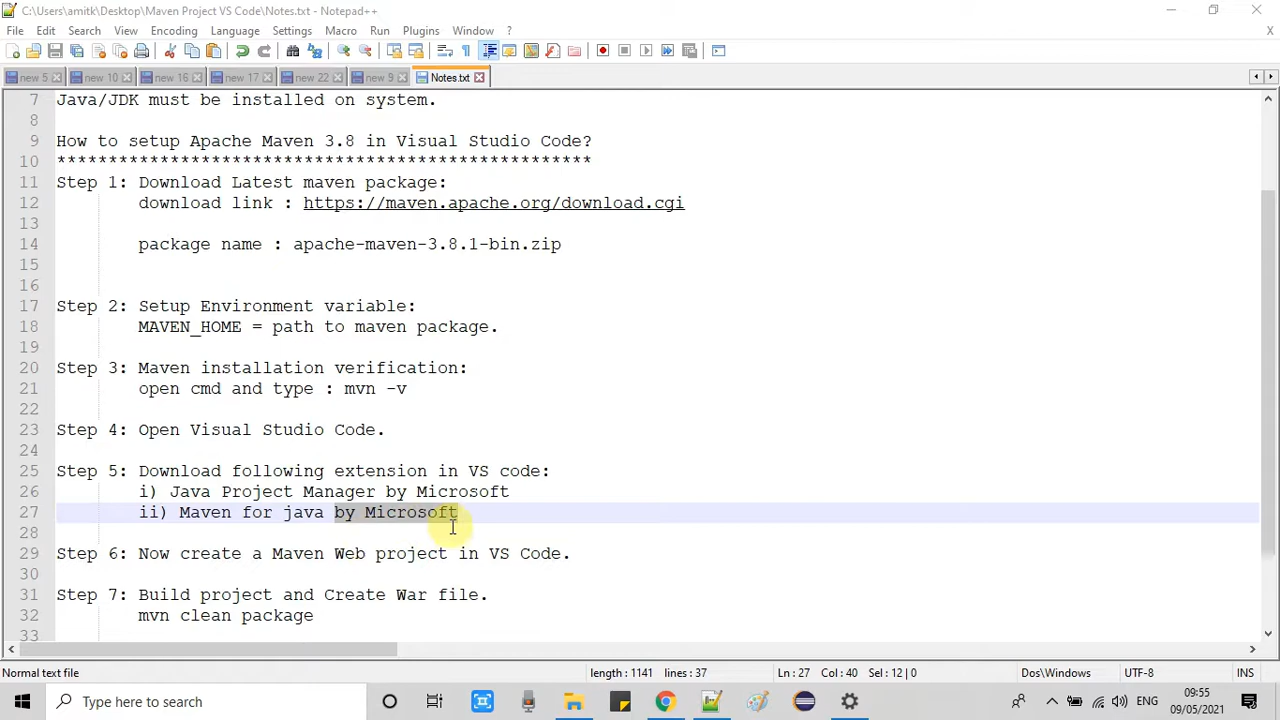 C:\Users\amitk\Desktop\Maven Project VS Code\Notes.txt - Notepad++
File Edit Search View Encoding Language Settings Macro Run Plugins Window ? X
new 5 new 10 new 16 new 17 new 22 new 9 Notes.txt
7 Java/JDK must be installed on system.
8
9 How to setup Apache Maven 3.8 in Visual Studio Code?
10 ****************************************************
11 Step 1: Download Latest maven package:
12 download link : https://maven.apache.org/download.cgi
13
14 package name : apache-maven-3.8.1-bin.zip
15
16
17 Step 2: Setup Environment variable:
18 MAVEN_HOME = path to maven package.
19
20 Step 3: Maven installation verification:
21 open cmd and type : mvn -v
22
23 Step 4: Open Visual Studio Code.
24
25 Step 5: Download following extension in VS code:
26 i) Java Project Manager by Microsoft
27 ii) Maven for java by Microsoft
28
29 Step 6: Now create a Maven Web project in VS Code.
30
31 Step 7: Build project and Create War file.
32 mvn clean package
33
Normal text file length : 1141 lines : 37 Ln : 27 Col : 40 Sel : 12 | 0 Dos\Windows UTF-8 INS
Type here to search ENG 09:55
09/05/2021